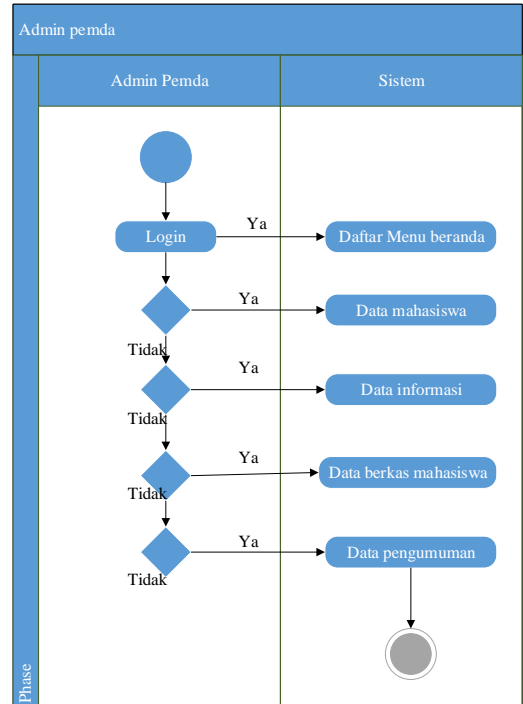 Admin pemda
Admin Pemda
Sistem
Ya
Login
Daftar Menu beranda
Ya
Data mahasiswa
Tidak
Ya
Data informasi
Tidak
Ya
Data berkas mahasiswa
Tidak
Ya
Data pengumuman
Tidak
Phase